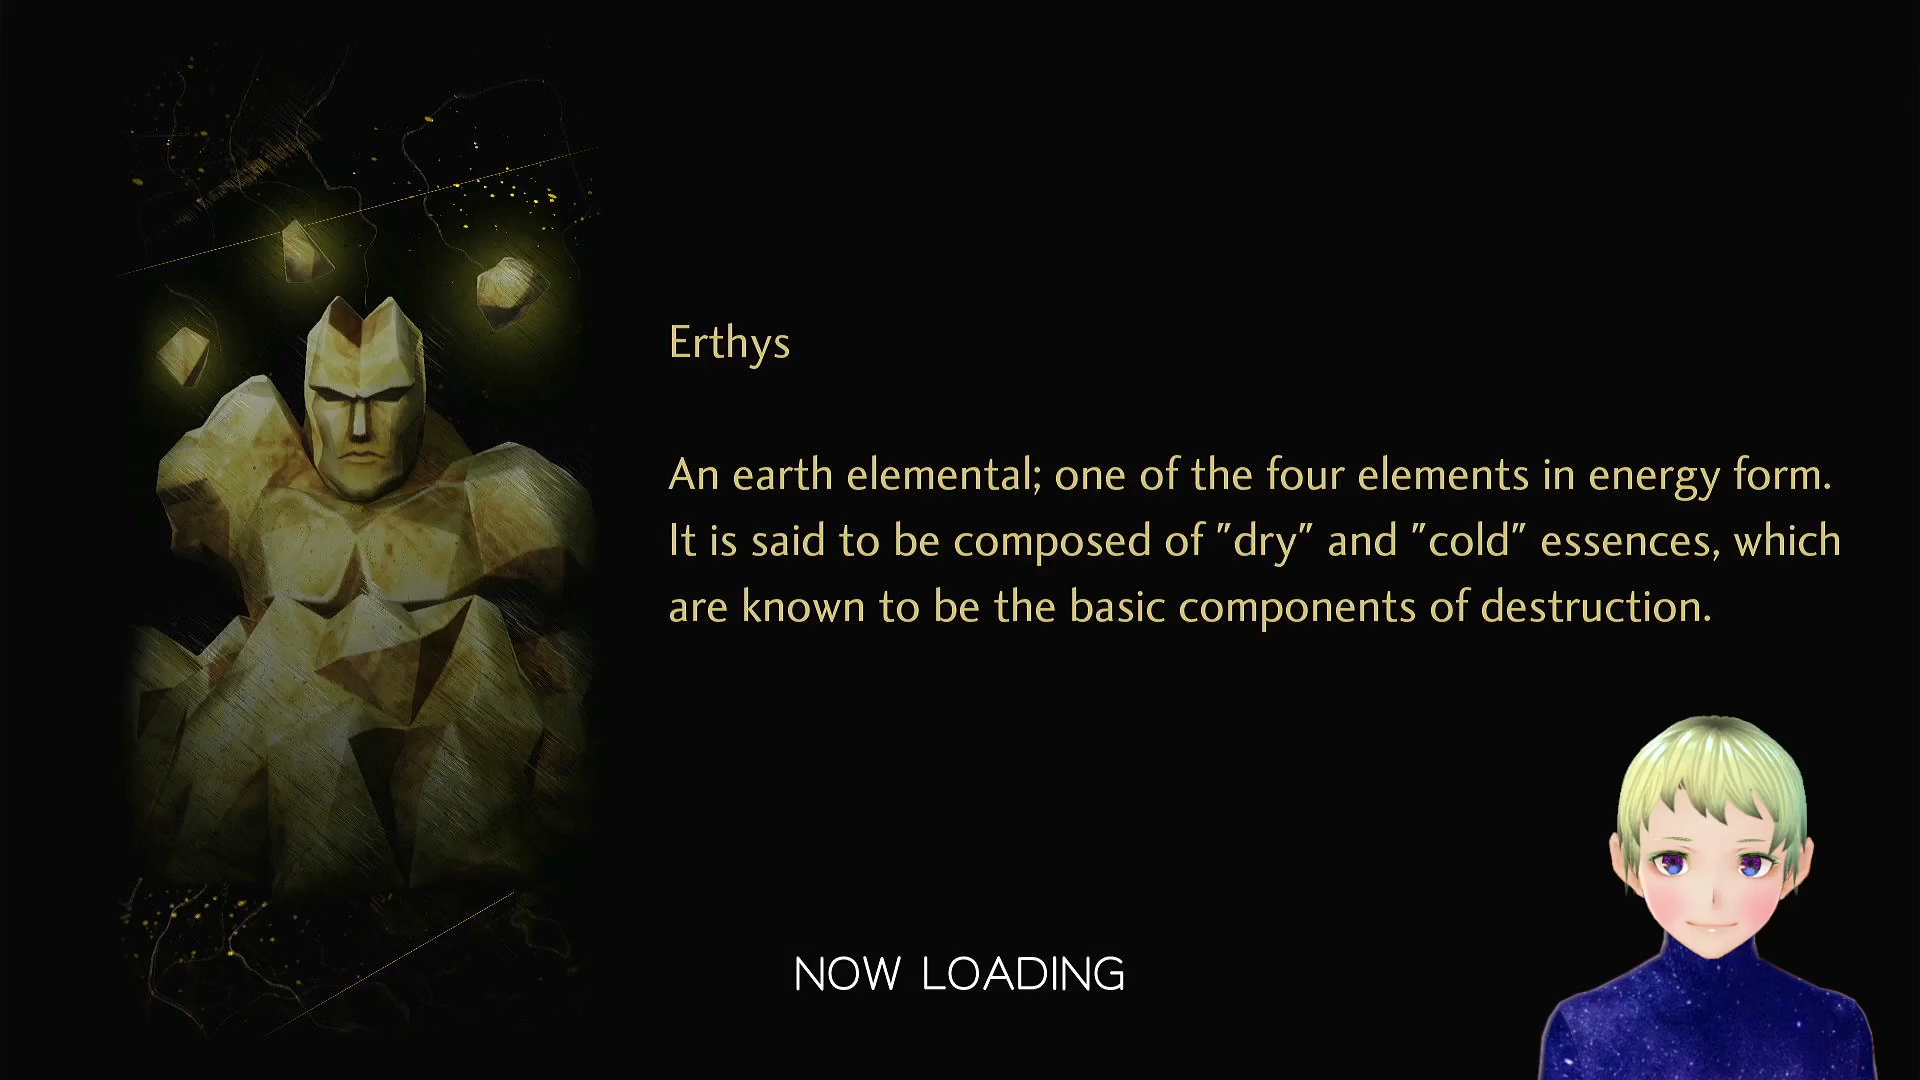 Erthys
An earth elemental; one of the four elements in energy form.
It is said to be composed of "dry" and "cold" essences, which
are known to be the basic components of destruction.
NOW LOADING